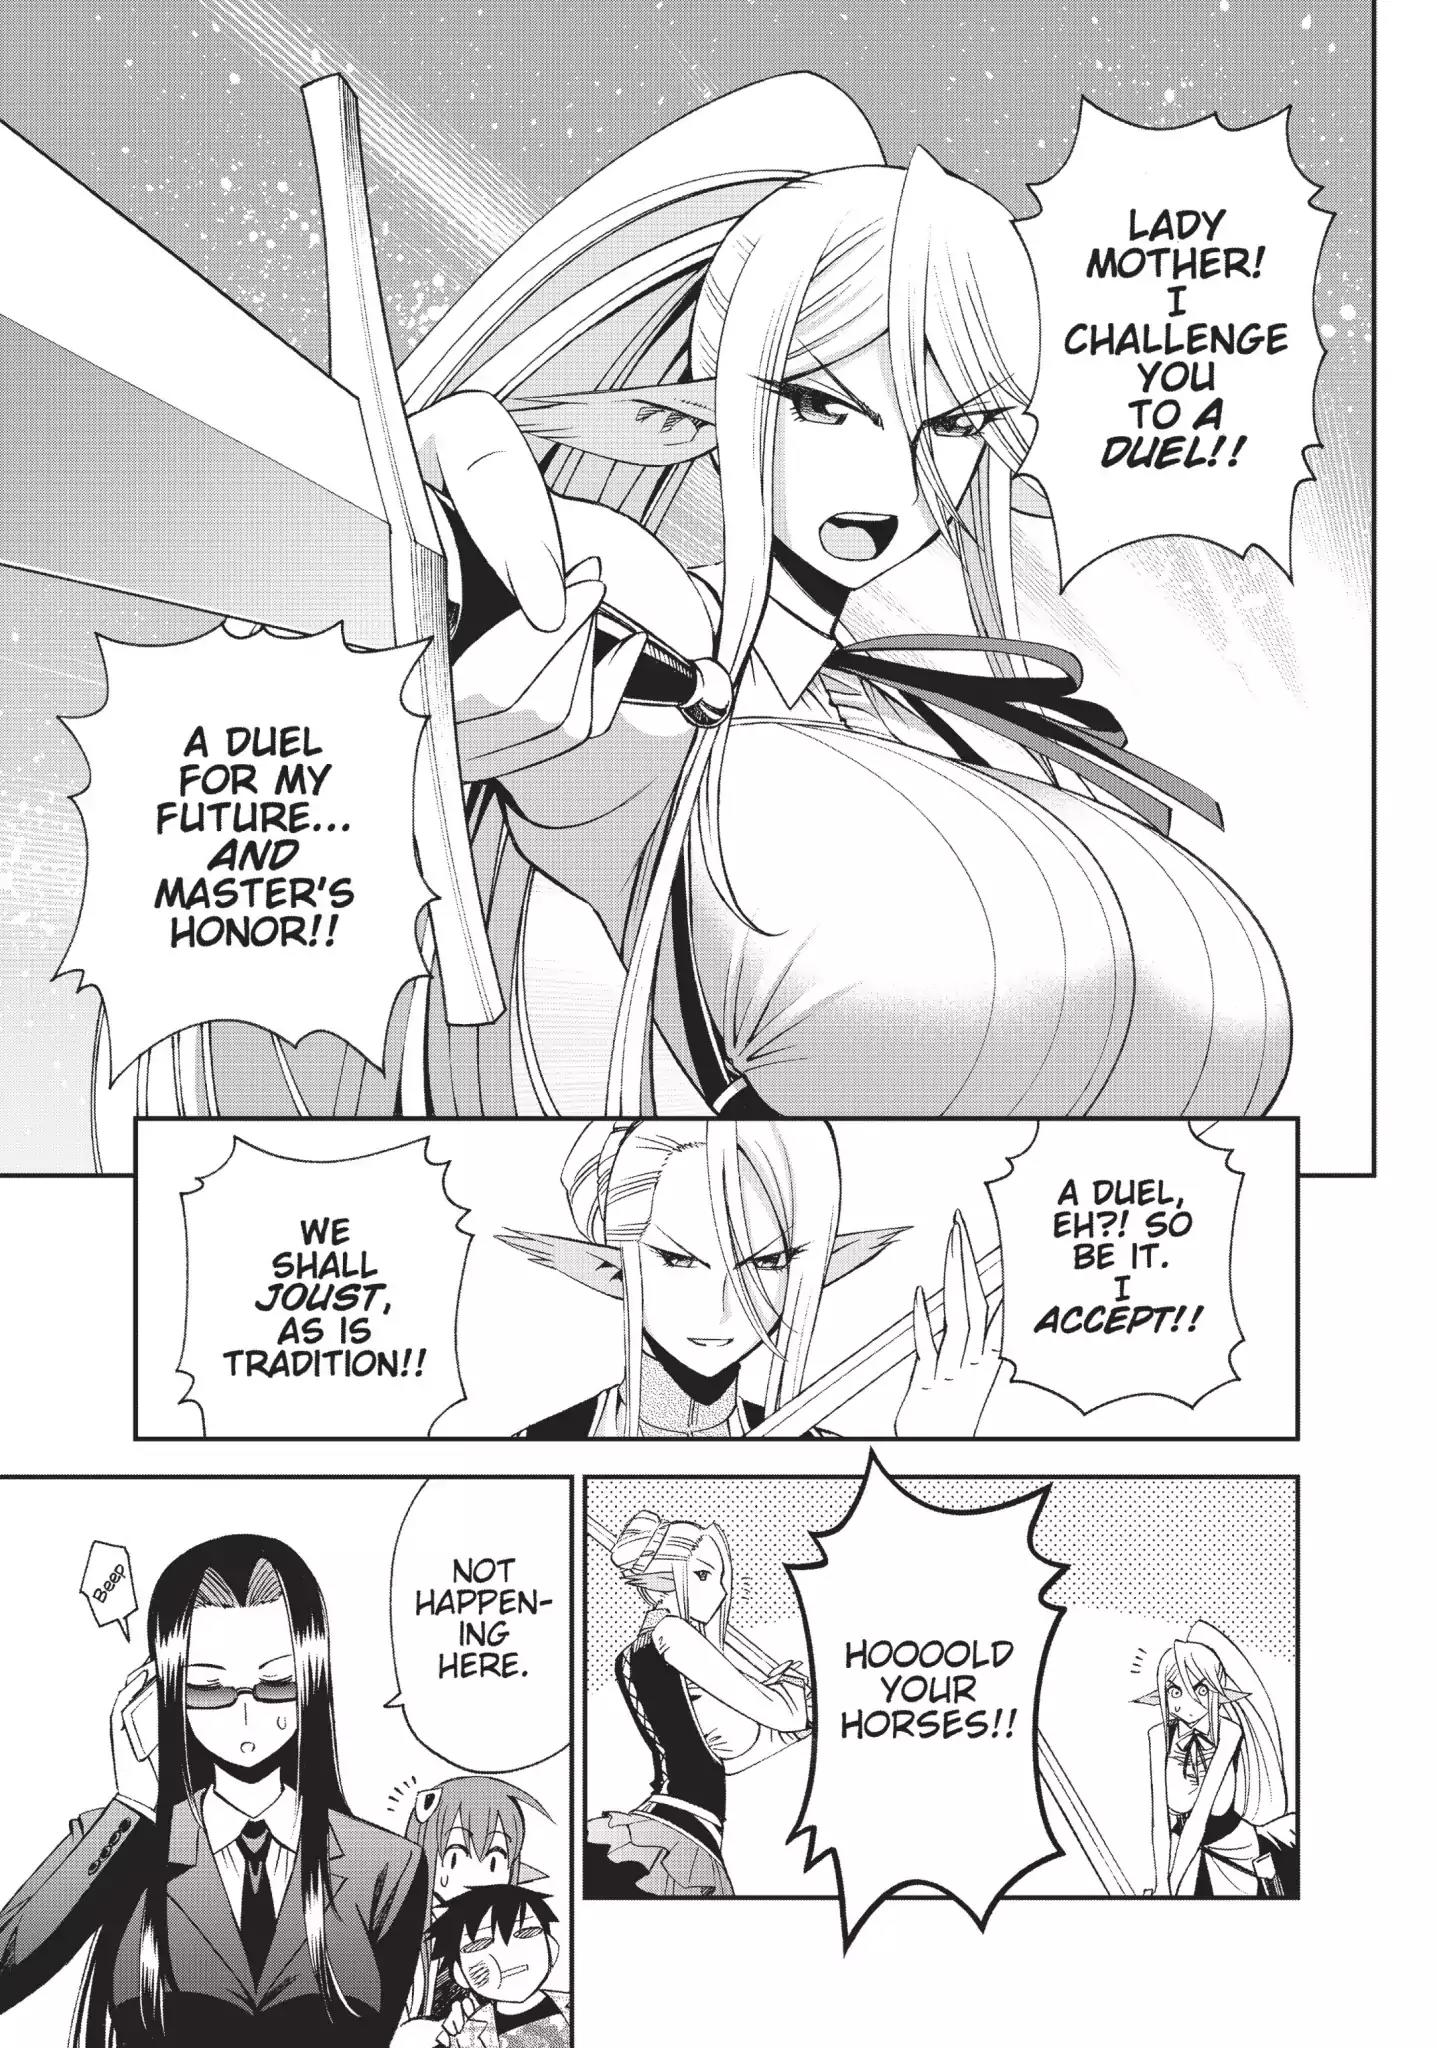 LADY
MOTHER!
I
CHALLENGE
YOU
TO A
DUEL!!
A DUEL
FOR MY
FUTURE...
AND
MASTER'S
HONOR!!
A DUEL,
EH?! SO
BE IT.
I
ACCEPT!!
WE
SHALL
JOUST,
AS IS
TRADITION!!
HOOOOLD
YOUR
HORSES!!
NOT
HAPPEN-
ING
HERE.
BEEP